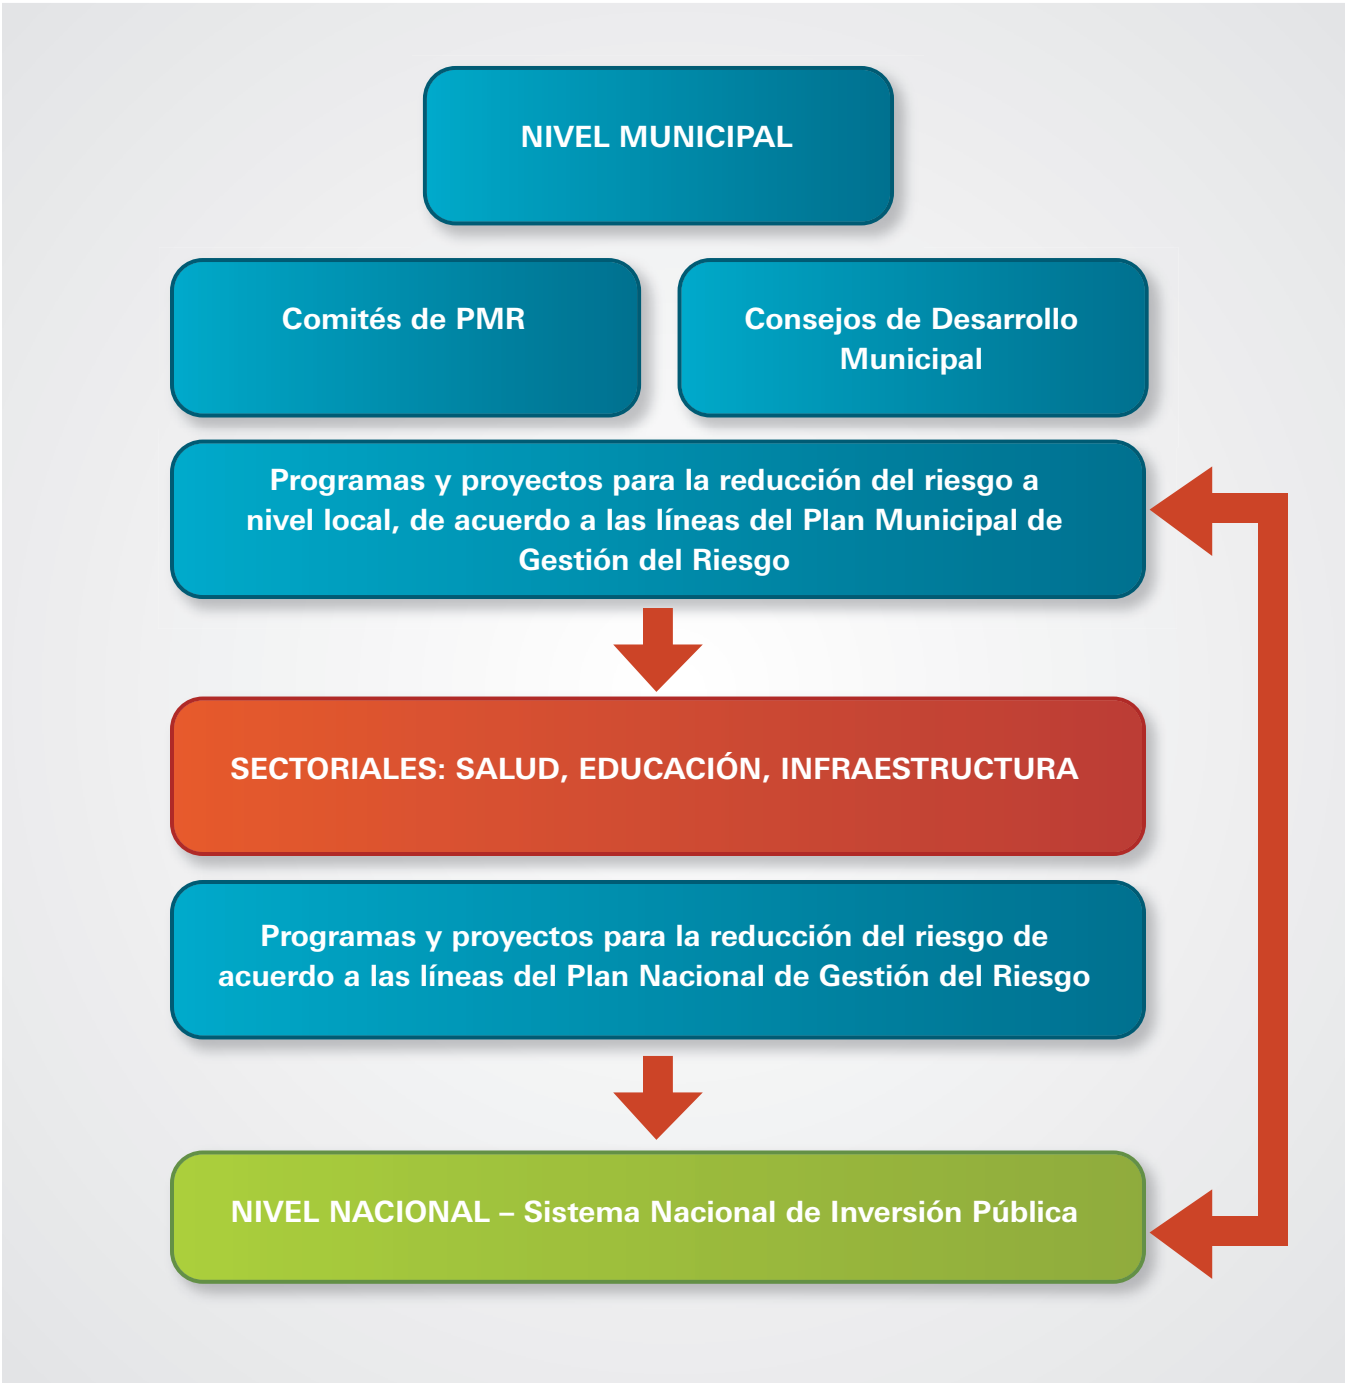 NIVEL MUNICIPAL
Comités de PMR
Consejos de Desarrollo
Municipal
Programas y proyectos para la reducción del riesgo a
nivel local, de acuerdo a las líneas del Plan Municipal de
Gestión del Riesgo
SECTORIALES: SALUD, EDUCACIÓN, INFRAESTRUCTURA
Programas y proyectos para la reducción del riesgo de
acuerdo a las líneas del Plan Nacional de Gestión del Riesgo
NIVEL NACIONAL – Sistema Nacional de Inversión Pública